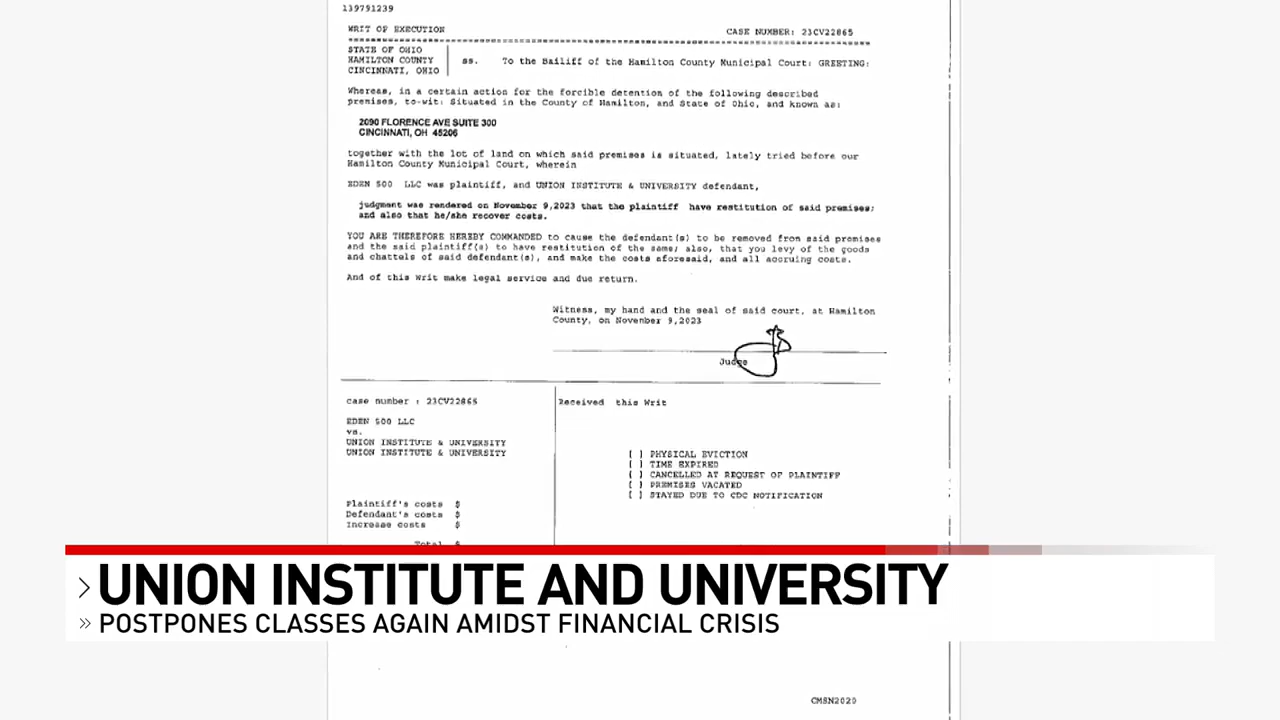 139791239
WRIT OF EXECUTION
CASE NUMBER: 23CV22865
STATE OF OHIO
HAMILTON COUNTY
CINCINNATI, OHIO
ss. To the Bailiff of the Hamilton County Municipal Court: GREETING:
Whereas, in a certain action for the forcible detention of the following described
premises, to-wit: Situated in the County of Hamilton, and State of Ohio, and known as:
2090 FLORENCE AVE SUITE 300
CINCINNATI, OH 45206
together with the lot of land on which said premises is situated, lately tried before our
Hamilton County Municipal Court, wherein
EDEN 500 LLC was plaintiff, and UNION INSTITUTE & UNIVERSITY defendant,
judgment was rendered on November 9,2023 that the plaintiff have restitution of said premises;
and also that he/she recover costs.
YOU ARE THEREFORE HEREBY COMMANDED to cause the defendant(s) to be removed from said premises
and the said plaintiff(s) to have restitution of the same; also, that you levy of the goods
and chattels of said defendant(s), and make the costs aforesaid, and all accruing costs.
And of this Writ make legal service and due return.
Witness, my hand and the seal of said court, at Hamilton
County, on November 9,2023
Judge
case number : 23CV22865
EDEN 500 LLC
vs.
UNION INSTITUTE & UNIVERSITY
UNION INSTITUTE & UNIVERSITY
Plaintiff's costs $
Defendant's costs $
Increase costs $
Total $
Received this Writ
[ ] PHYSICAL EVICTION
[ ] TIME EXPIRED
[ ] CANCELLED AT REQUEST OF PLAINTIFF
[ ] PREMISES VACATED
[ ] STAYED DUE TO CDC NOTIFICATION
> UNION INSTITUTE AND UNIVERSITY
» POSTPONES CLASSES AGAIN AMIDST FINANCIAL CRISIS
CMSN2020